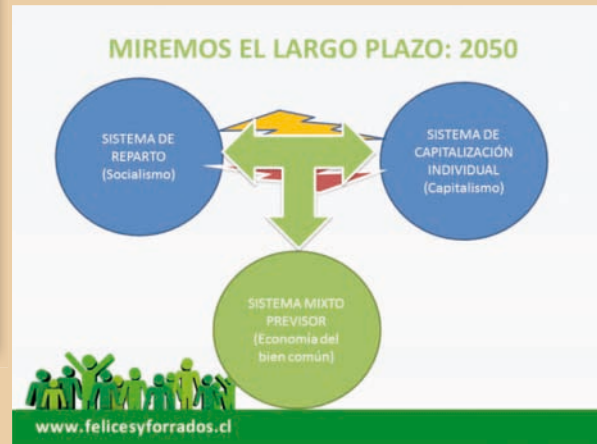 MIREMOS EL LARGO PLAZO: 2050
SISTEMA DE
REPARTO
(Socialismo)
SISTEMA DE
CAPITALIZACIÓN
INDIVIDUAL
(Capitalismo)
SISTEMA MIXTO
PREVISOR
(Economía del
bien común)
www.felicesyforrados.cl